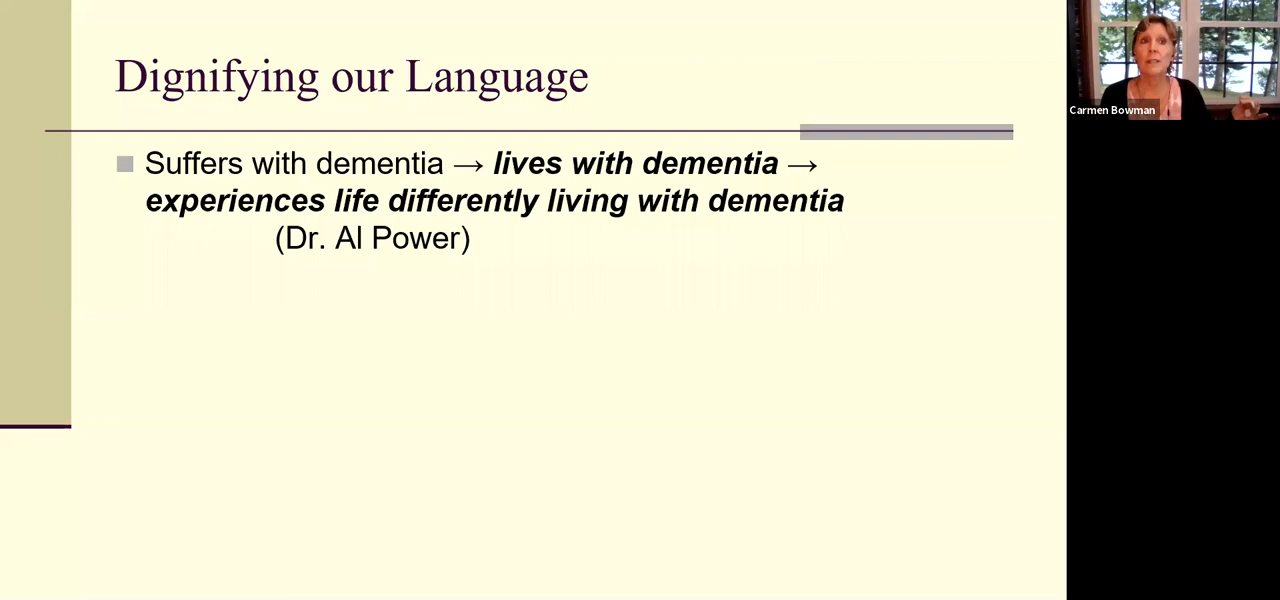 Dignifying our Language
Suffers with dementia → lives with dementia →
experiences life differently living with dementia
(Dr. Al Power)
Carmen Bowman